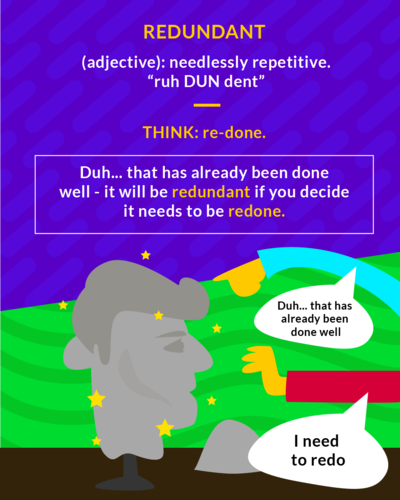 REDUNDANT
(adjective): needlessly repetitive.
“ruh DUN dent”
THINK: re-done.
Duh... that has already been done
well - it will be redundant if you decide
it needs to be redone.
Duh... that has
already been
done well
I need
to redo